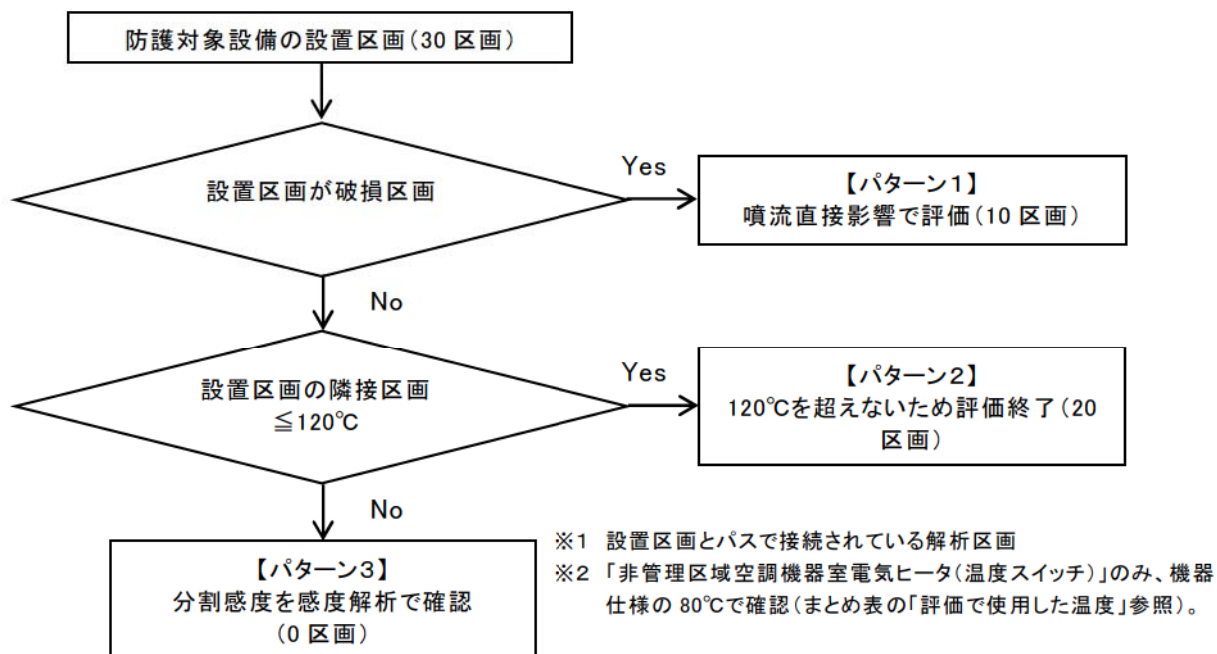 防護対象設備の設置区画(30 区画)
設置区画が破損区画
Yes
【パターン1】
噴流直接影響で評価(10 区画)
No
設置区画の隣接区画
≦120℃
Yes
【パターン2】
120℃を超えないため評価終了(20
区画)
No
【パターン3】
分割感度を感度解析で確認
(0 区画)
※1 設置区画とパスで接続されている解析区画
※2 「非管理区域空調機器室電気ヒータ(温度スイッチ)」のみ、機器
仕様の 80℃で確認(まとめ表の「評価で使用した温度」参照)。